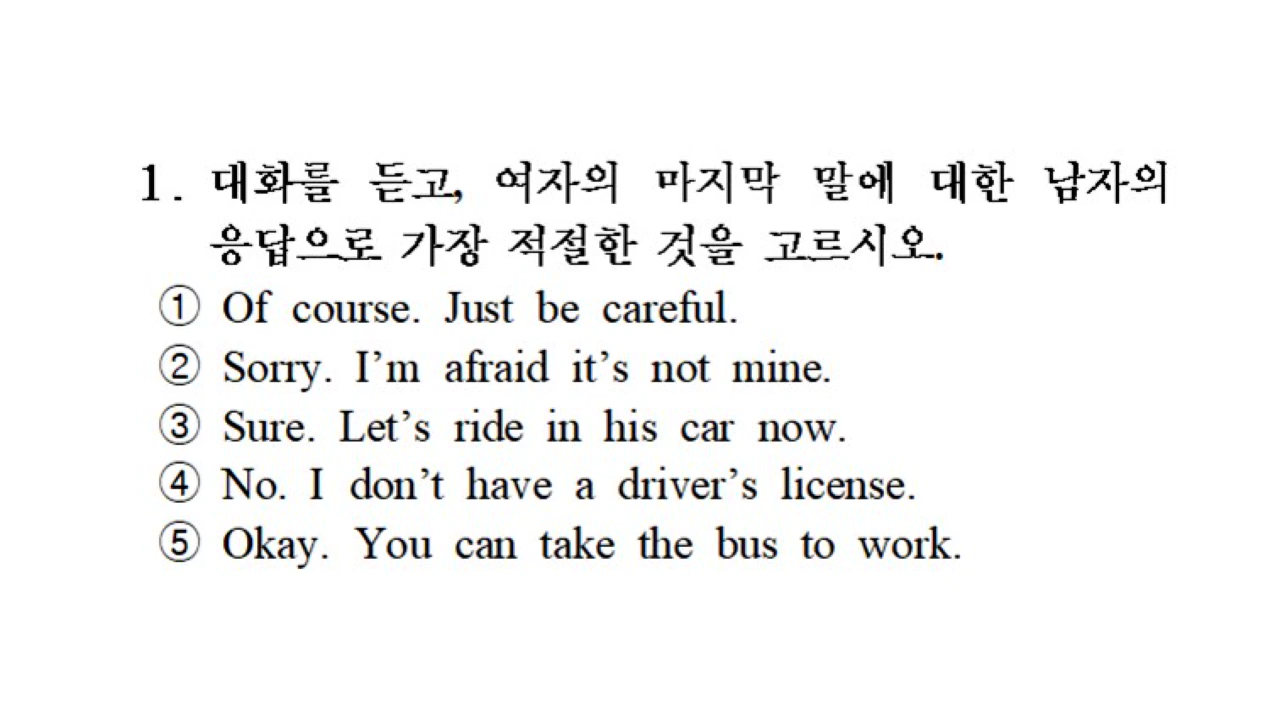 1. 대화를 듣고, 여자의 마지막 말에 대한 남자의
응답으로 가장 적절한 것을 고르시오.
① Of course. Just be careful.
② Sorry. I’m afraid it’s not mine.
③ Sure. Let’s ride in his car now.
④ No. I don’t have a driver’s license.
⑤ Okay. You can take the bus to work.